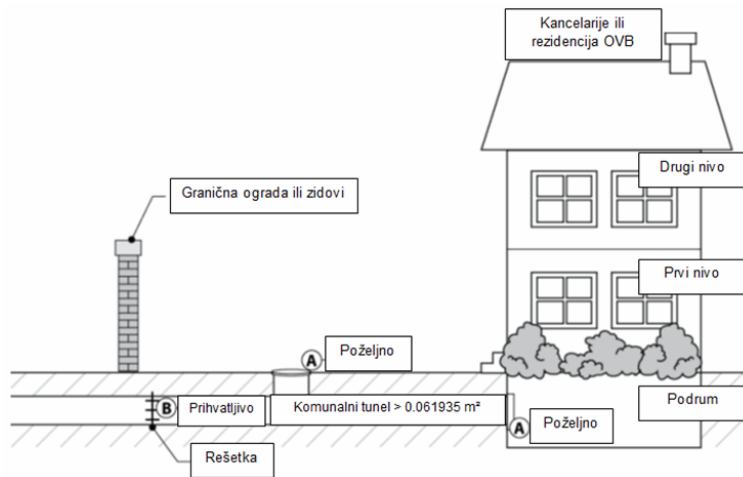 Kancelarije ili
rezidencija OVB
Drugi nivo
Granična ograda ili zidovi
Prvi nivo
A
Poželjno
B
Prihvatljivo
Komunalni tunel > 0.061935 m²
Podrum
A
Poželjno
Rešetka